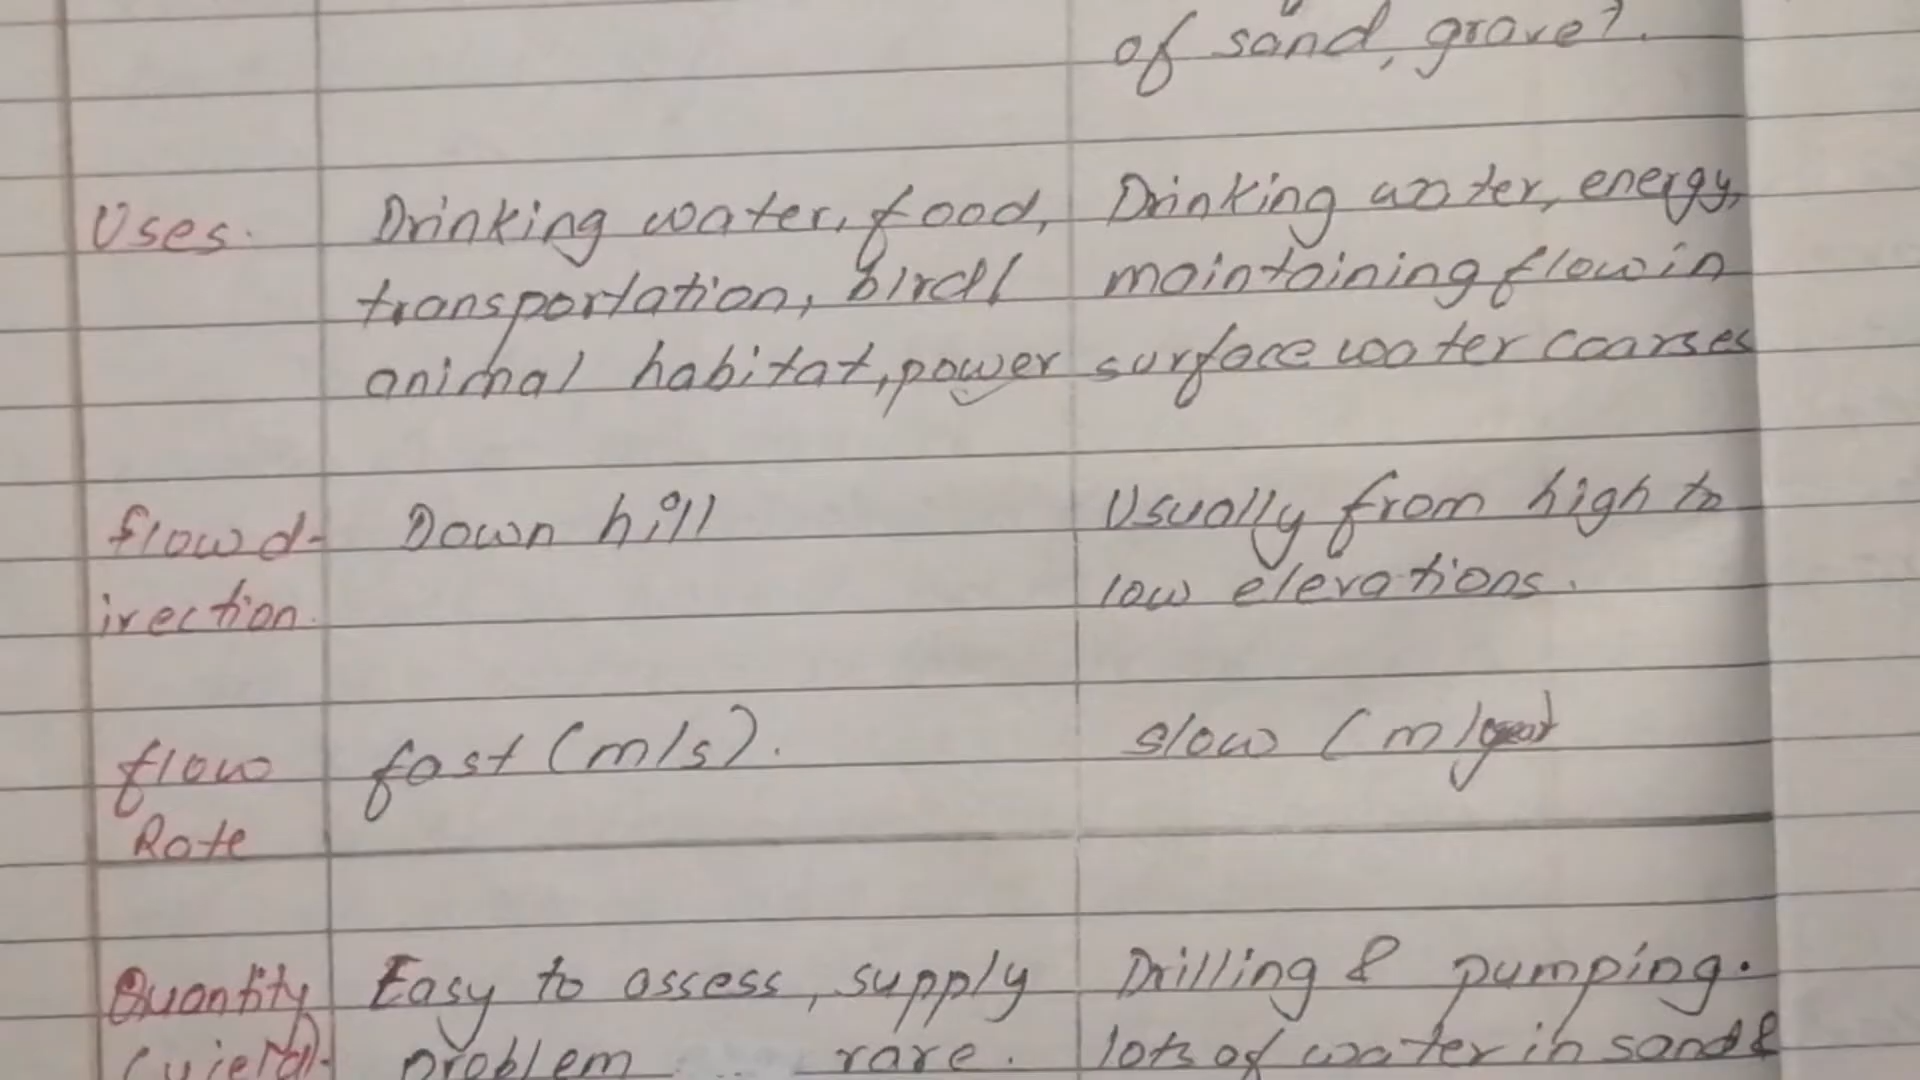 of sand, gravel.
Uses.
Drinking water, food,
transportation, bird/
animal habitat, power
Drinking water, energy,
maintaining flow in
surface water coarses
flow d-
irection.
Down hill
Usually from high to
low elevations.
flow
Rate
fast (m/s).
slow (m/year
Quantity
(yield).
Easy to assess, supply
problem rare.
Drilling & pumping.
lots of water in sand &